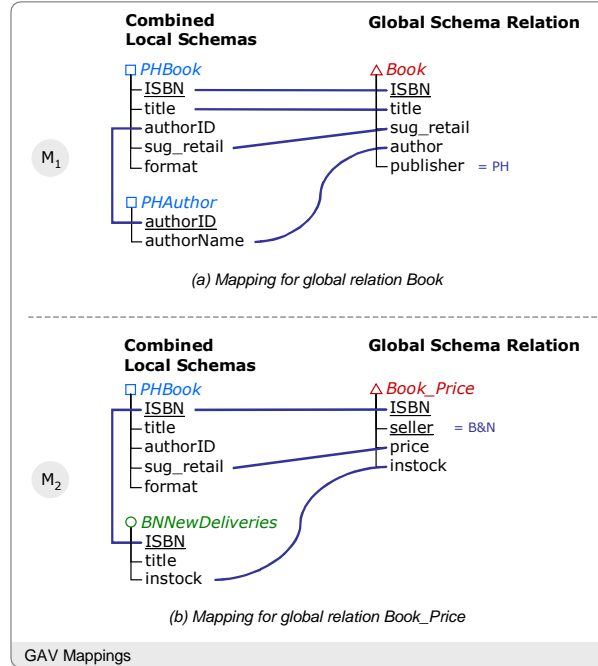 Combined
Local Schemas
Global Schema Relation
PHBook
ISBN
title
authorID
sug_retail
format
PHAuthor
authorID
authorName
Book
ISBN
title
sug_retail
author
publisher = PH
M1
(a) Mapping for global relation Book
Combined
Local Schemas
Global Schema Relation
PHBook
ISBN
title
authorID
sug_retail
format
BNNewDeliveries
ISBN
title
instock
Book_Price
ISBN
seller = B&N
price
instock
M2
(b) Mapping for global relation Book_Price
GAV Mappings